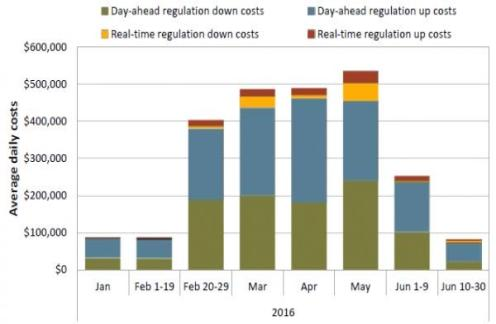 Day-ahead regulation down costs
Day-ahead regulation up costs
Real-time regulation down costs
Real-time regulation up costs
Average daily costs
$600,000
$500,000
$400,000
$300,000
$200,000
$100,000
$0
Jan
Feb 1-19
Feb 20-29
Mar
Apr
May
Jun 1-9
Jun 10-30
2016